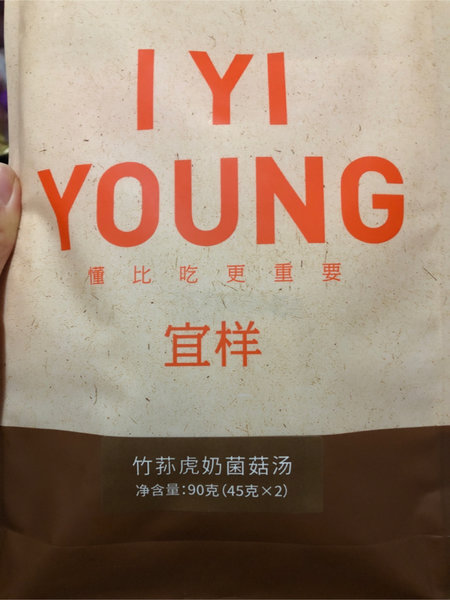 I YI
YOUNG
懂比吃更重要
宜样
竹荪虎奶菌菇汤
净含量:90克(45克×2)